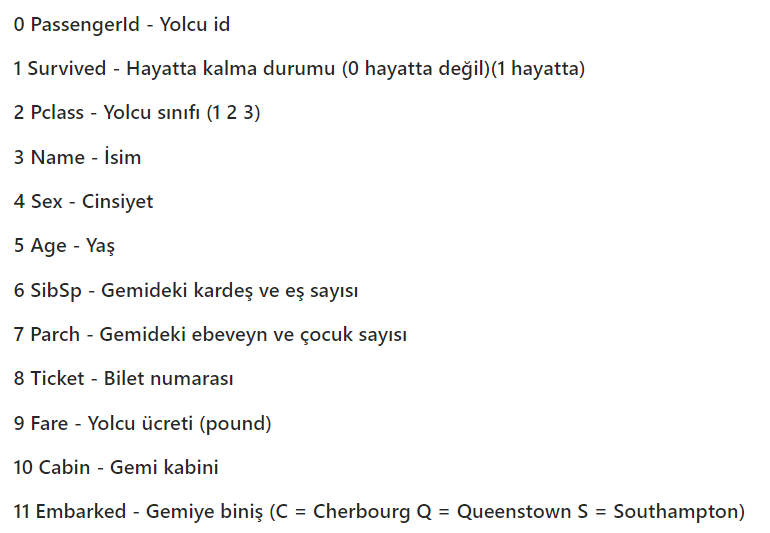 0 PassengerId - Yolcu id
1 Survived - Hayatta kalma durumu (0 hayatta değil)(1 hayatta)
2 Pclass - Yolcu sınıfı (1 2 3)
3 Name - İsim
4 Sex - Cinsiyet
5 Age - Yaş
6 SibSp - Gemideki kardeş ve eş sayısı
7 Parch - Gemideki ebeveyn ve çocuk sayısı
8 Ticket - Bilet numarası
9 Fare - Yolcu ücreti (pound)
10 Cabin - Gemi kabini
11 Embarked - Gemiye biniş (C = Cherbourg Q = Queenstown S = Southampton)